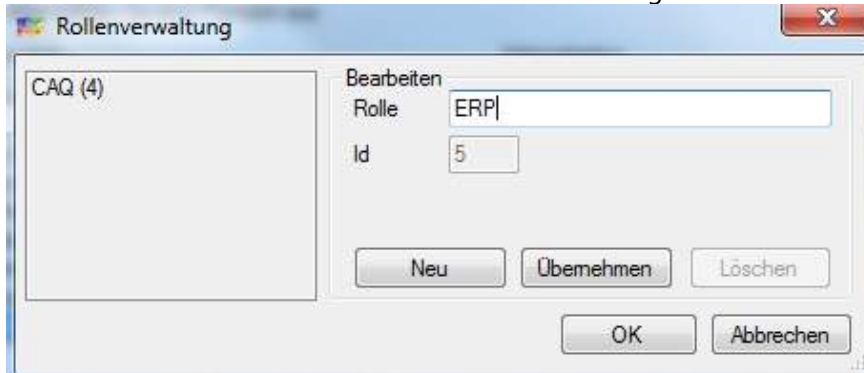 Rollenverwaltung
CAQ (4)
Bearbeiten
Rolle ERP
Id 5
Neu Übernehmen Löschen
OK Abbrechen